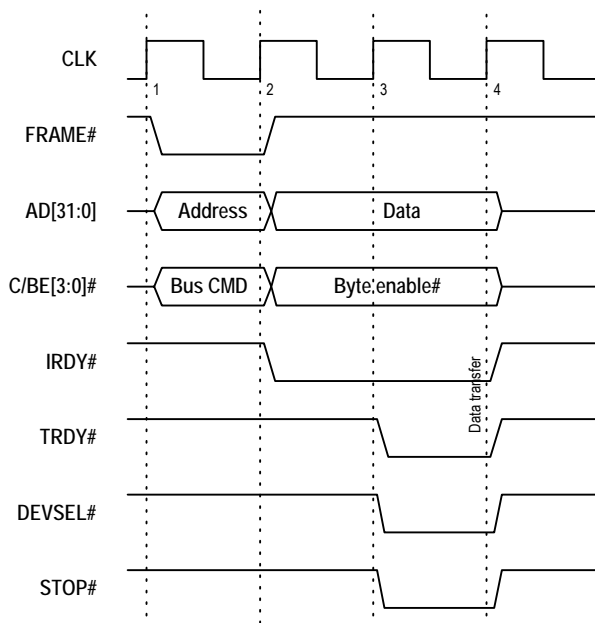 CLK
1 2 3 4
FRAME#
AD[31:0] Address Data
C/BE[3:0]# Bus CMD Byte enable#
IRDY#
Data transfer
TRDY#
DEVSEL#
STOP#